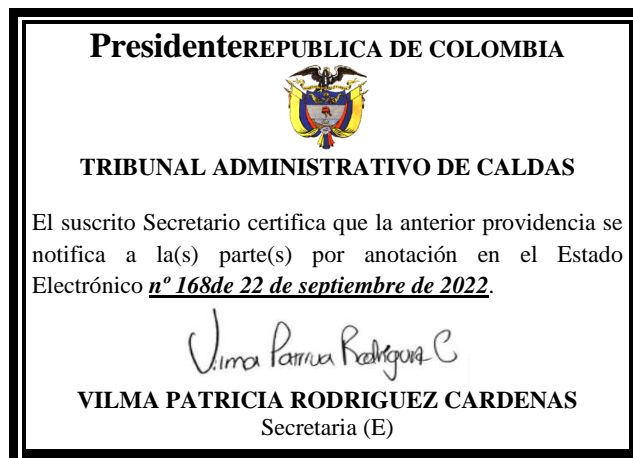 PresidenteREPUBLICA DE COLOMBIA
TRIBUNAL ADMINISTRATIVO DE CALDAS
El suscrito Secretario certifica que la anterior providencia se
notifica a la(s) parte(s) por anotación en el Estado
Electrónico nº 168de 22 de septiembre de 2022.
Vilma Patricia Rodriguez C
VILMA PATRICIA RODRIGUEZ CARDENAS
Secretaria (E)